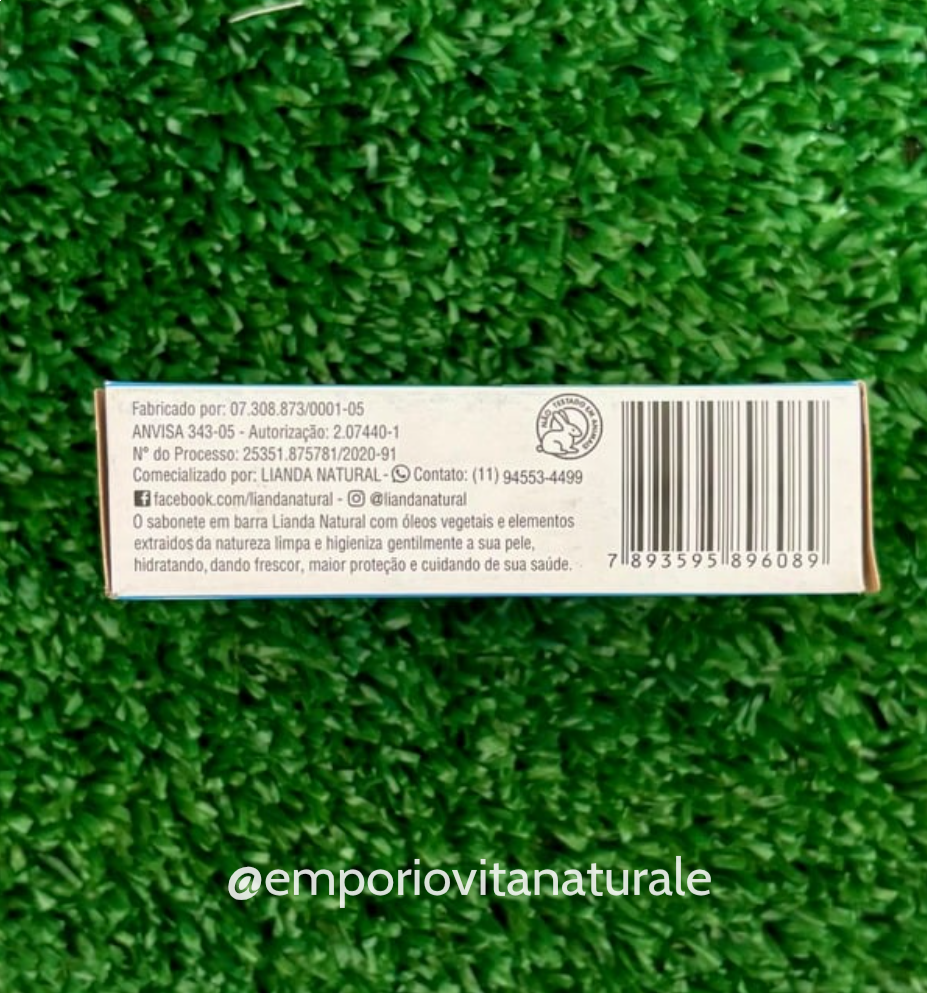 Fabricado por: 07.308.873/0001-05
ANVISA 343-05 - Autorização: 2.07440-1
N° do Processo: 25351.875781/2020-91
Comecializado por: LIANDA NATURAL - Contato: (11) 94553-4499
facebook.com/liandanatural - @liandanatural
O sabonete em barra Lianda Natural com óleos vegetais e elementos
extraidos da natureza limpa e higieniza gentilmente a sua pele,
hidratando, dando frescor, maior proteção e cuidando de sua saúde.
NÃO TESTADO EM ANIMAIS
7 893595 896089
@emporiovitanaturale